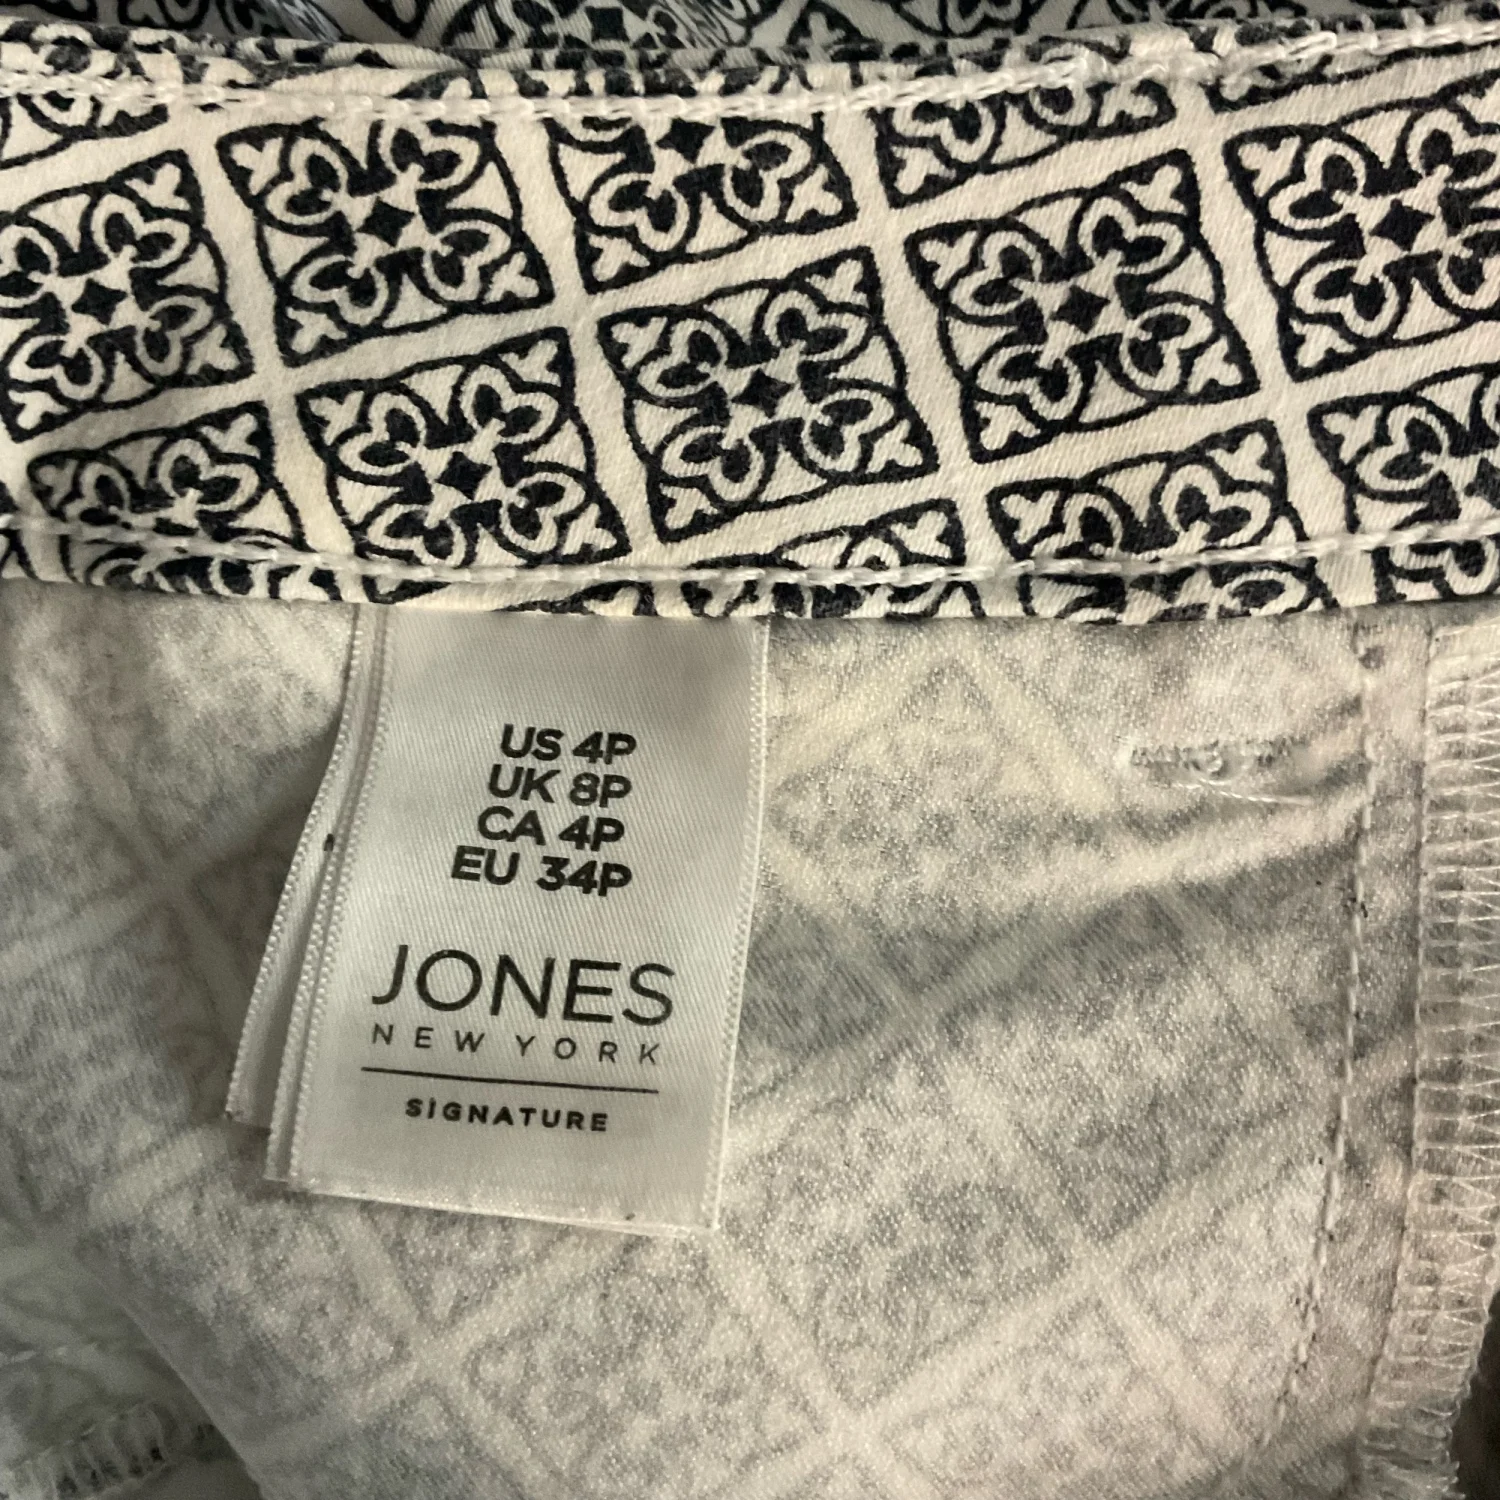 US 4P
UK 8P
CA 4P
EU 34P
JONES
NEW YORK
SIGNATURE